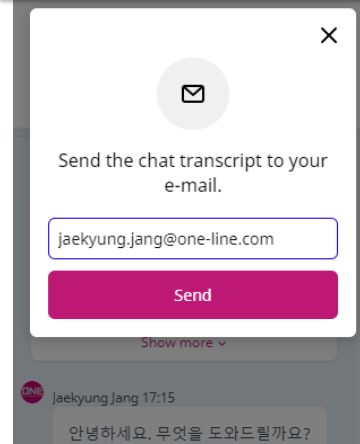 Send the chat transcript to your
e-mail.
jaekyung.jang@one-line.com
Send
Show more
ONE
Jaekyung Jang 17:15
안녕하세요. 무엇을 도와드릴까요?